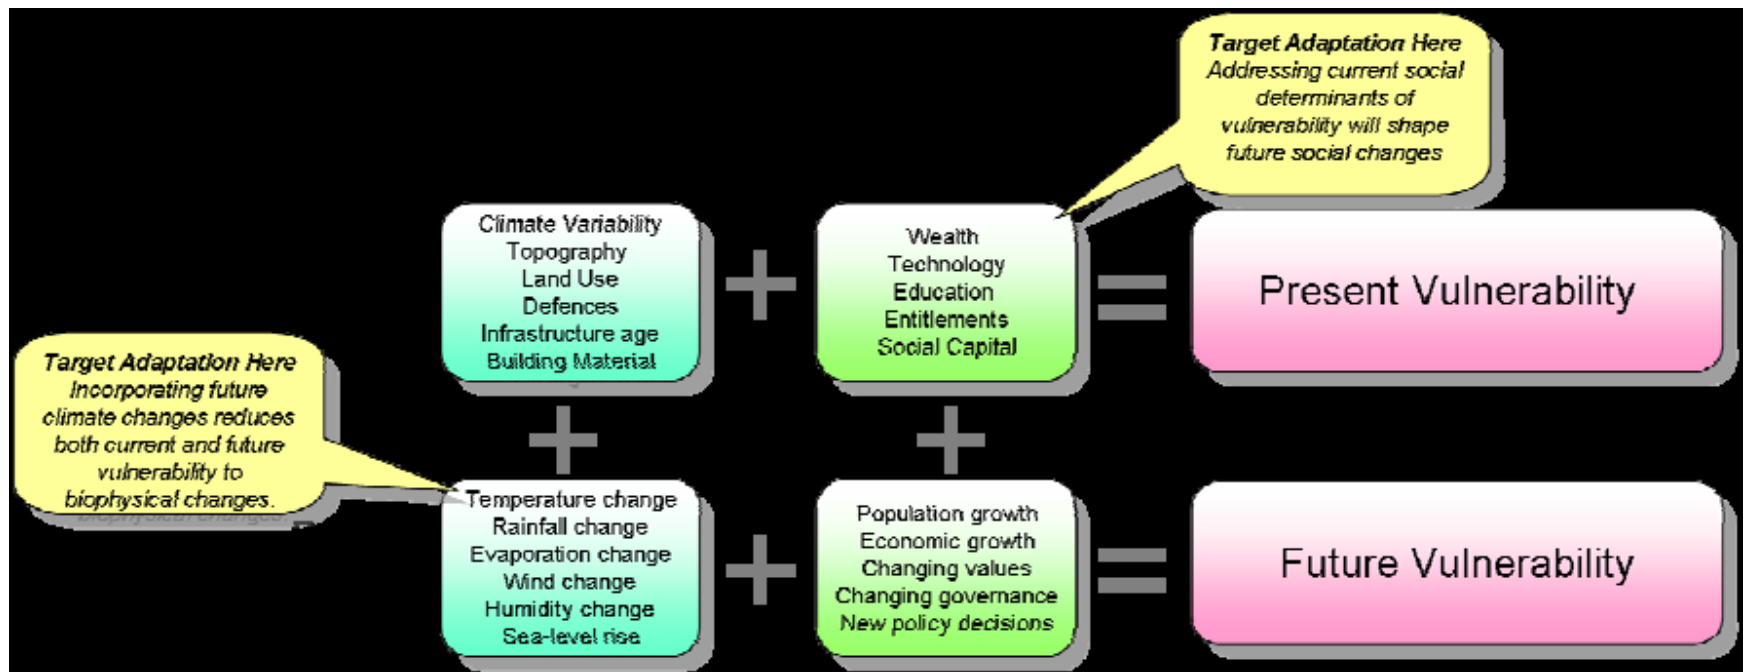 Target Adaptation Here
Addressing current social
determinants of
vulnerability will shape
future social changes
Climate Variability
Topography
Land Use
Defences
Infrastructure age
Building Material
+
Wealth
Technology
Education
Entitlements
Social Capital
=
Present Vulnerability
Target Adaptation Here
Incorporating future
climate changes reduces
both current and future
vulnerability to
biophysical changes.
+
+
Temperature change
Rainfall change
Evaporation change
Wind change
Humidity change
Sea-level rise
+
Population growth
Economic growth
Changing values
Changing governance
New policy decisions
=
Future Vulnerability